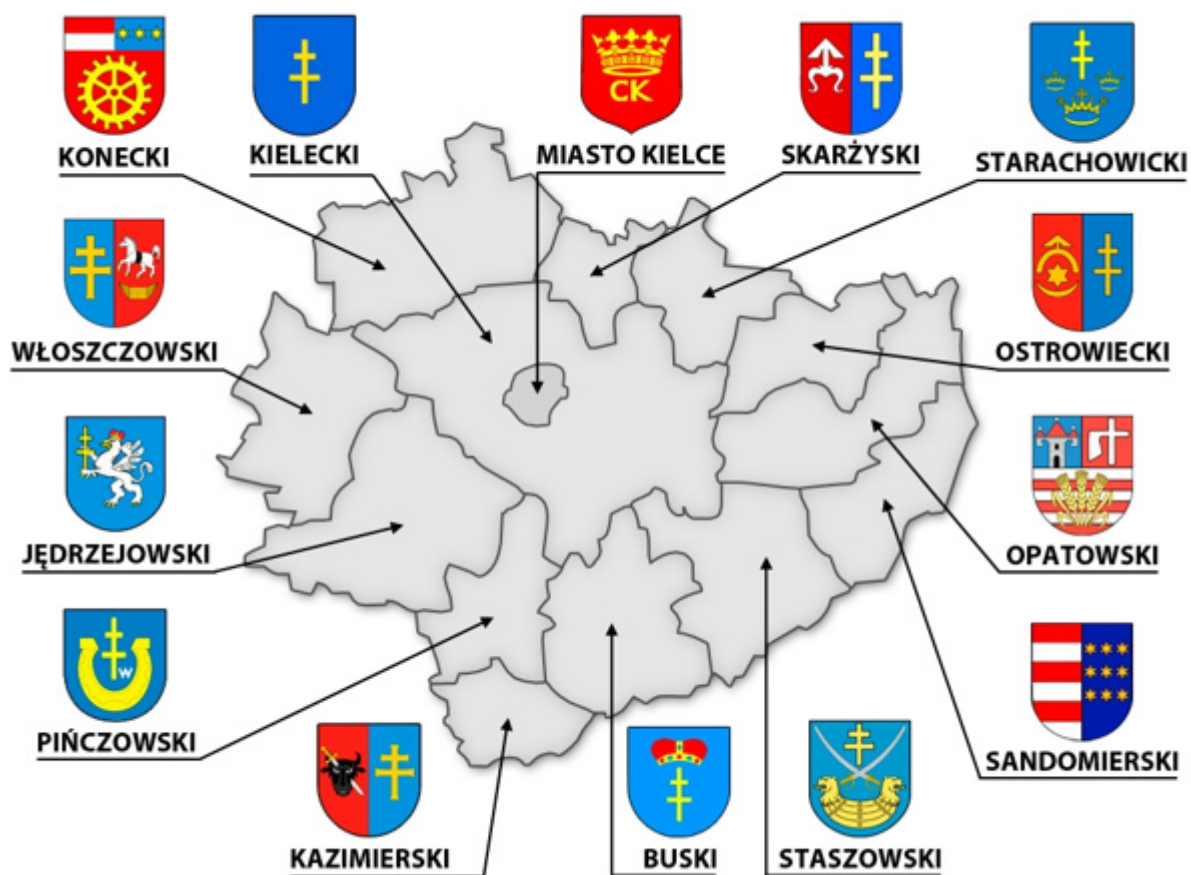 CK
KONECKI
KIELECKI
MIASTO KIELCE
SKARŻYSKI
STARACHOWICKI
WŁOSZCZOWSKI
OSTROWIECKI
JĘDRZEJOWSKI
OPATOWSKI
W
PIŃCZOWSKI
SANDOMIERSKI
KAZIMIERSKI
BUSKI
STASZOWSKI